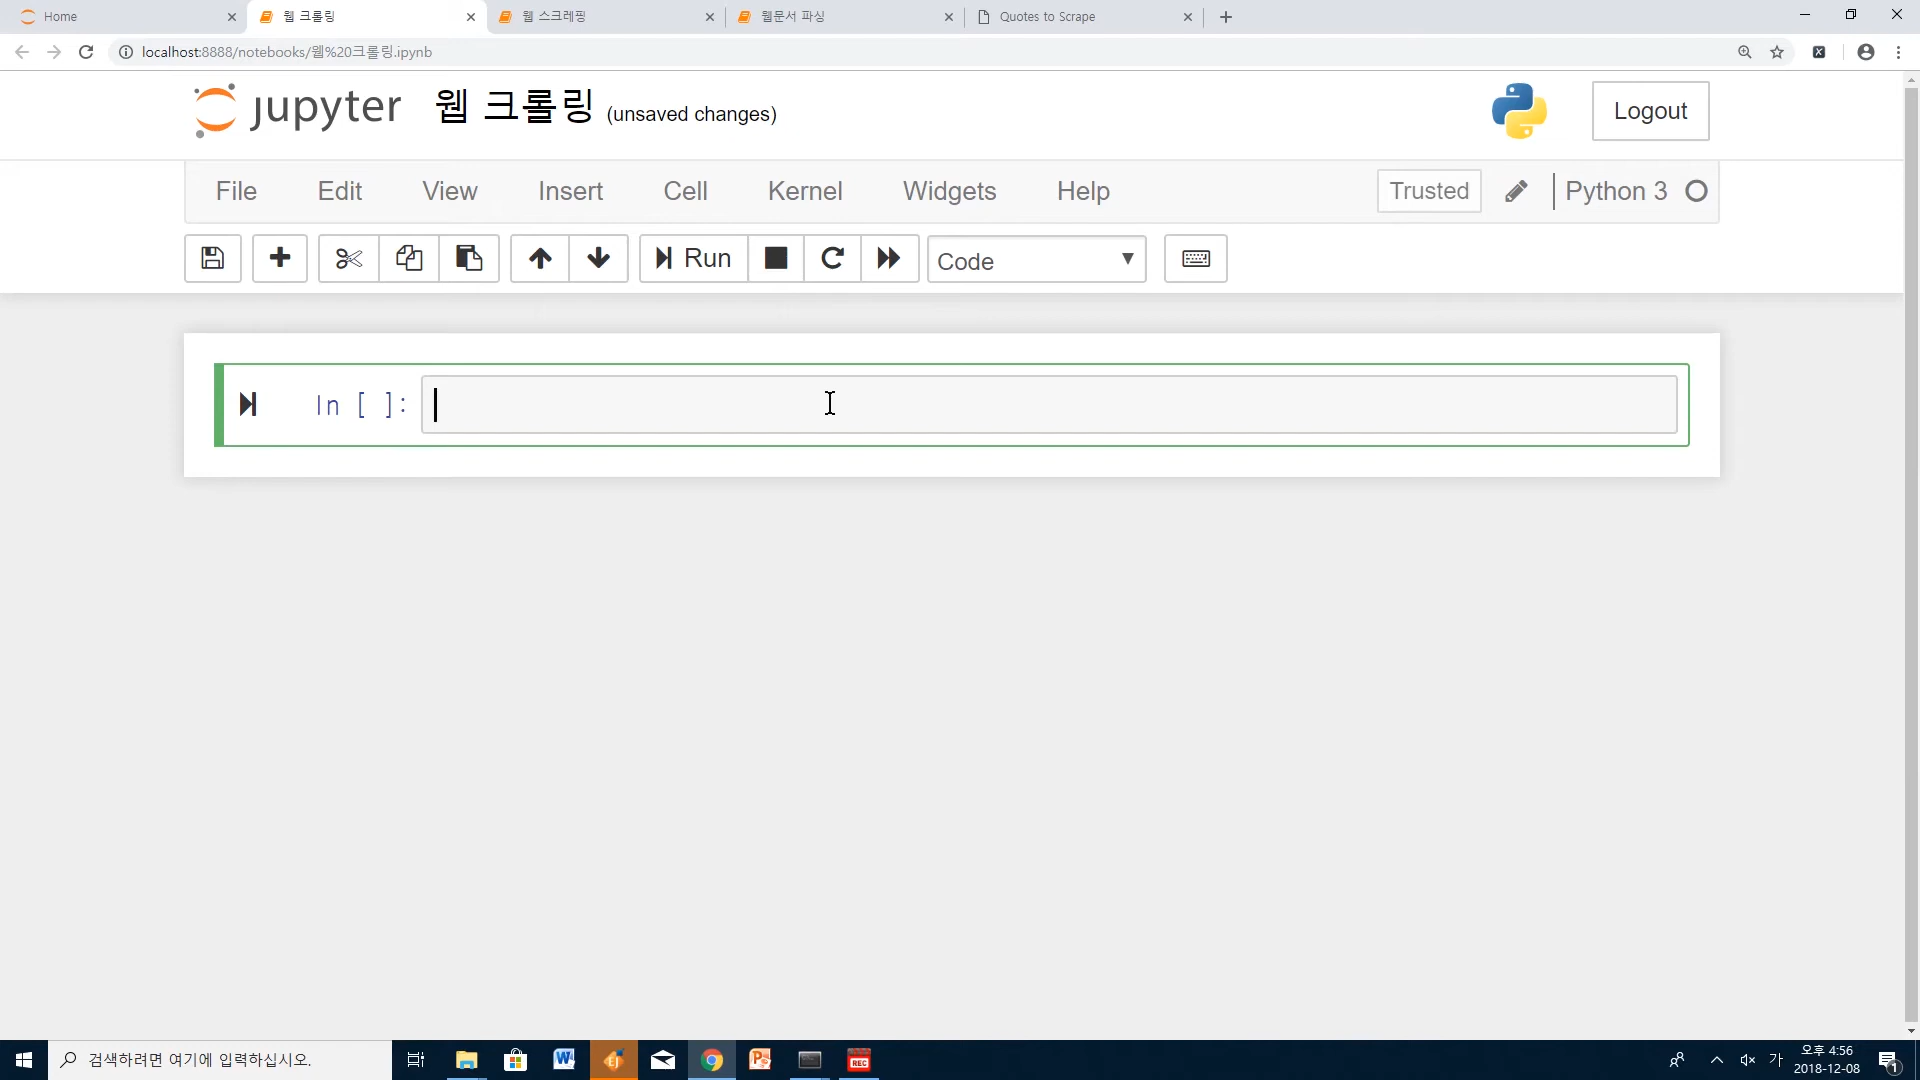 Home
웹 크롤링
웹 스크레핑
웹문서 파싱
Quotes to Scrape
localhost:8888/notebooks/웹%20크롤링.ipynb
jupyter 웹 크롤링 (unsaved changes)
Logout
File Edit View Insert Cell Kernel Widgets Help Trusted Python 3
Run Code
In [ ]:
검색하려면 여기에 입력하십시오.
가
오후 4:56
2018-12-08
1
REC